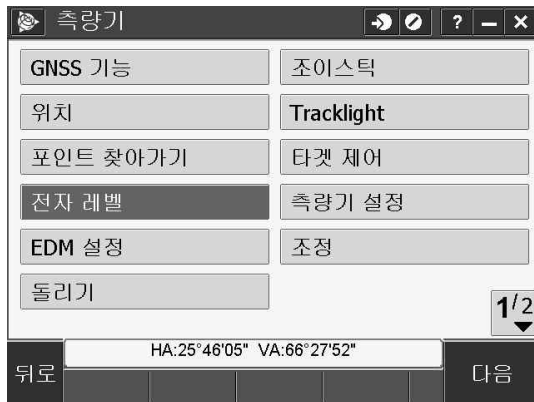 측량기 ? – ×
GNSS 기능
조이스틱
위치
Tracklight
포인트 찾아가기
타겟 제어
전자 레벨
측량기 설정
EDM 설정
조정
돌리기
1/2
HA:25°46'05" VA:66°27'52"
뒤로
다음